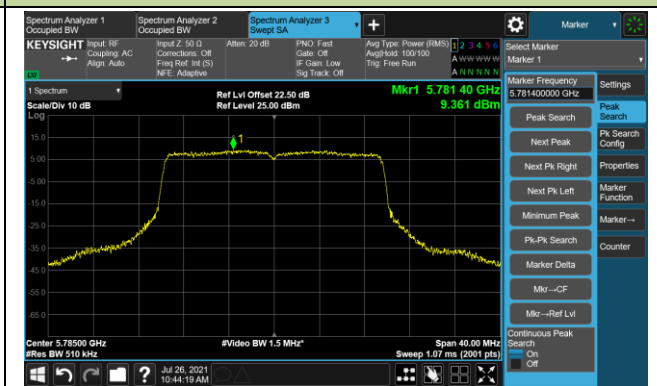 Spectrum Analyzer 1
Occupied BW
Spectrum Analyzer 2
Occupied BW
Spectrum Analyzer 3
Swept SA
Marker
KEYSIGHT
Input: RF
Coupling: AC
Align: Auto
Input Z: 50 Ω
Corrections: Off
Freq Ref: Int (S)
NFE: Adaptive
Atten: 20 dB
PNO: Fast
Gate: Off
IF Gain: Low
Sig Track: Off
Avg Type: Power (RMS)
Avg|Hold: 100/100
Trig: Free Run
1 2 3 4 5 6
A W W W W W
A N N N N N
LXI
Select Marker
Marker 1
1 Spectrum
Scale/Div 10 dB
Log
Ref Lvl Offset 22.50 dB
Ref Level 25.00 dBm
Mkr1 5.781 40 GHz
9.361 dBm
15.0
5.00
-5.00
-15.0
-25.0
-35.0
-45.0
-55.0
-65.0
1
Center 5.78500 GHz
#Res BW 510 kHz
#Video BW 1.5 MHz*
Span 40.00 MHz
Sweep 1.07 ms (2001 pts)
Marker Frequency
5.781400000 GHz
Peak Search
Next Peak
Next Pk Right
Next Pk Left
Minimum Peak
Pk-Pk Search
Marker Delta
Mkr→CF
Mkr→Ref Lvl
Continuous Peak
Search
On
Off
Settings
Peak
Search
Pk Search
Config
Properties
Marker
Function
Marker→
Counter
Jul 26, 2021
10:44:19 AM